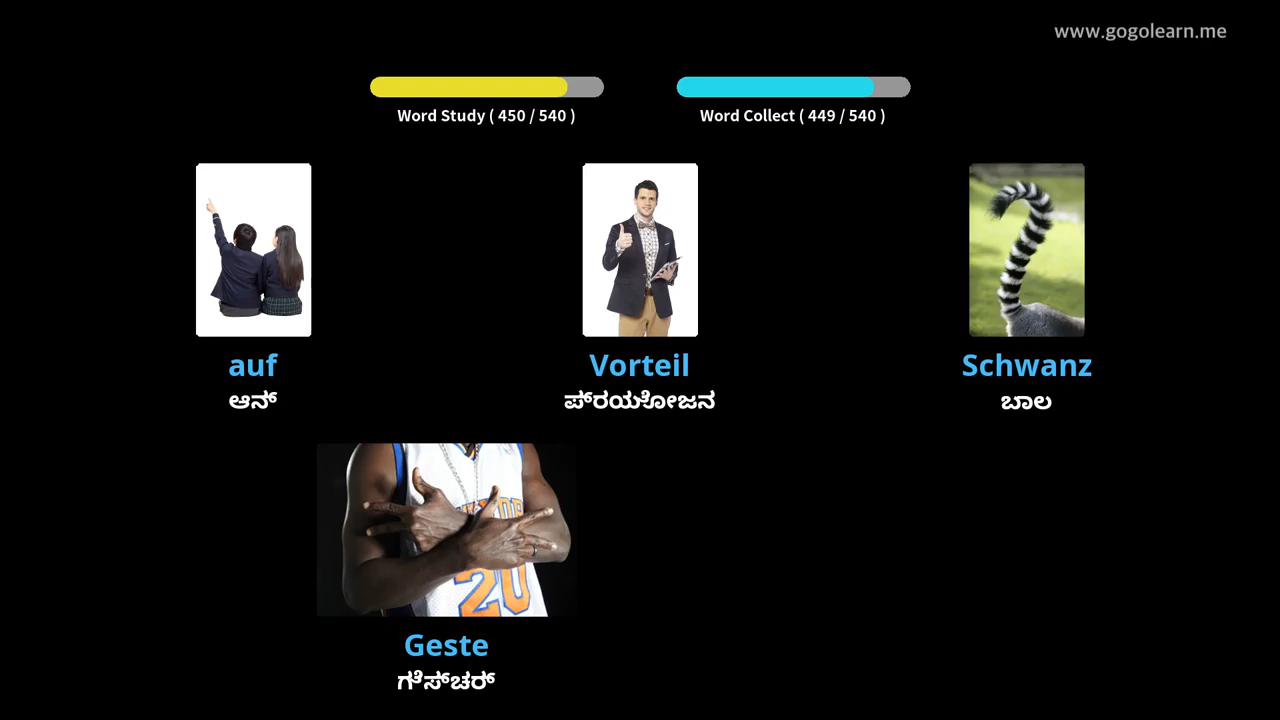 www.gogolearn.me
Word Study ( 450 / 540 )
Word Collect ( 449 / 540 )
auf
ಆನ್
Vorteil
ಪ್ರಯೋಜನ
Schwanz
ಬಾಲ
20
Geste
ಗೆಸ್ಚರ್